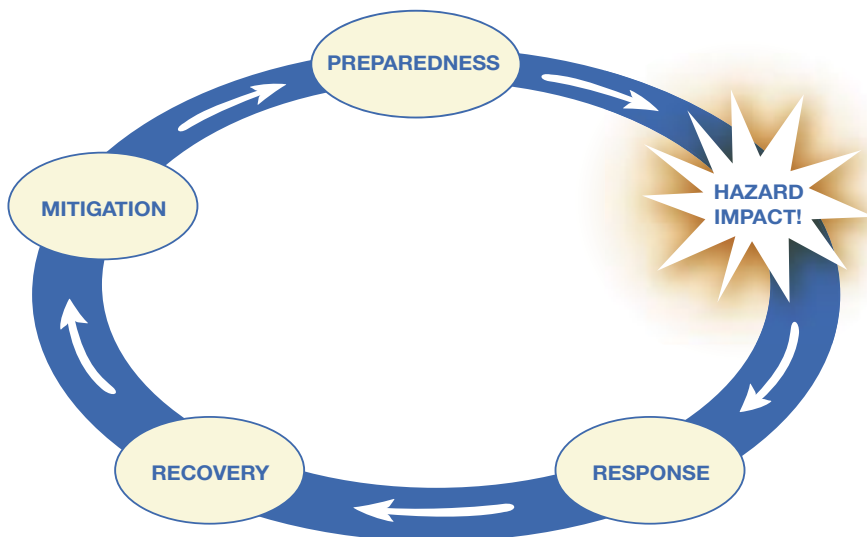 PREPAREDNESS
HAZARD
IMPACT!
MITIGATION
RECOVERY
RESPONSE